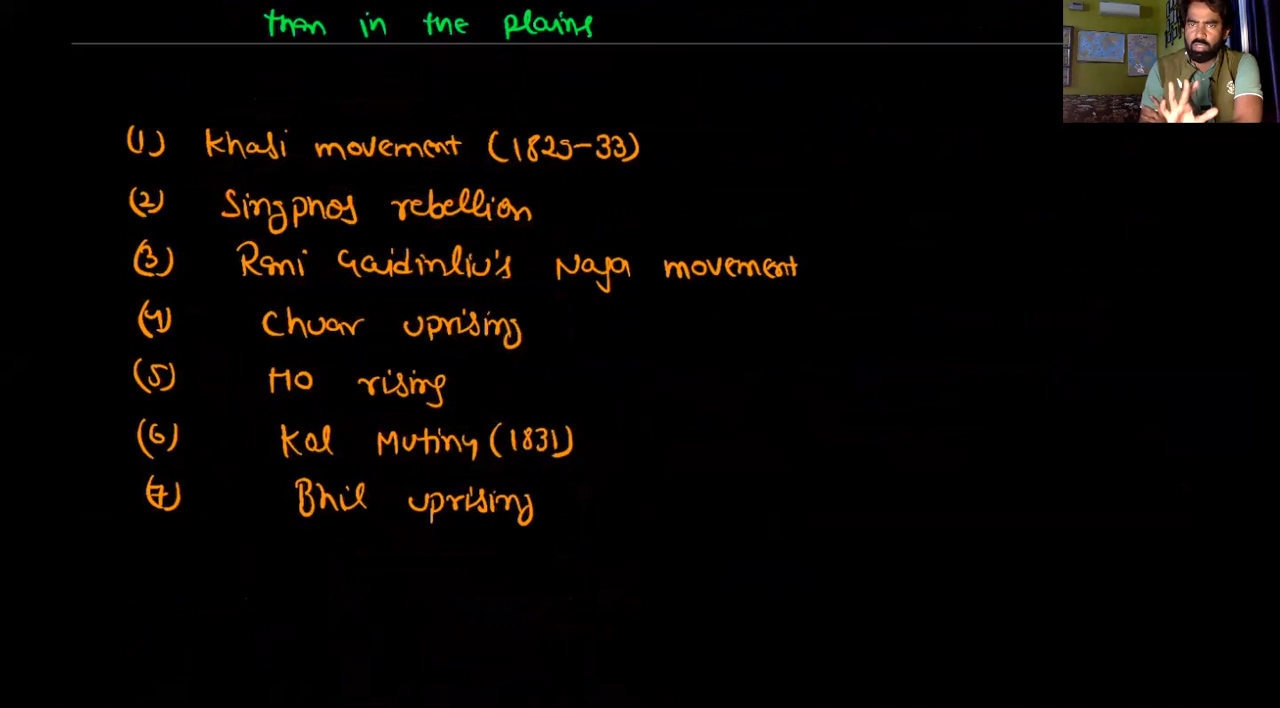 than in the plains
(1) Khasi movement (1825-33)
(2) Singphos rebellion
(3) Rani Gaidinliu's Naga movement
(4) Chuar uprising
(5) HO rising
(6) Kol Mutiny (1831)
(7) Bhil uprising